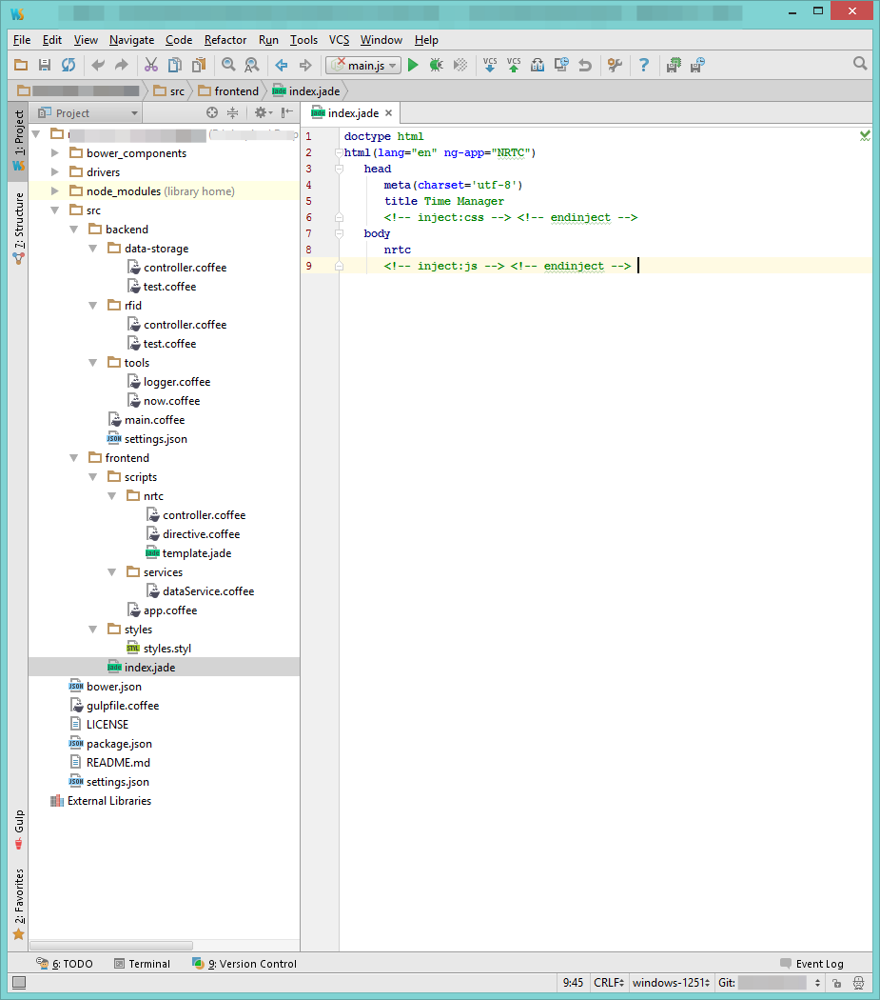 WS
File Edit View Navigate Code Refactor Run Tools VCS Window Help
main.js VCS VCS ?
src frontend index.jade
1: Project
7: Structure
Gulp
2: Favorites
Project
bower_components
drivers
node_modules (library home)
src
backend
data-storage
controller.coffee
test.coffee
rfid
controller.coffee
test.coffee
tools
logger.coffee
now.coffee
main.coffee
settings.json
frontend
scripts
nrtc
controller.coffee
directive.coffee
template.jade
services
dataService.coffee
app.coffee
styles
styles.styl
index.jade
bower.json
gulpfile.coffee
LICENSE
package.json
README.md
settings.json
External Libraries
index.jade
1 doctype html
2 html(lang="en" ng-app="NRTC")
3 head
4 meta(charset='utf-8')
5 title Time Manager
6 <!-- inject:css --> <!-- endinject -->
7 body
8 nrtc
9 <!-- inject:js --> <!-- endinject -->
6: TODO Terminal 9: Version Control Event Log
9:45 CRLF windows-1251 Git: